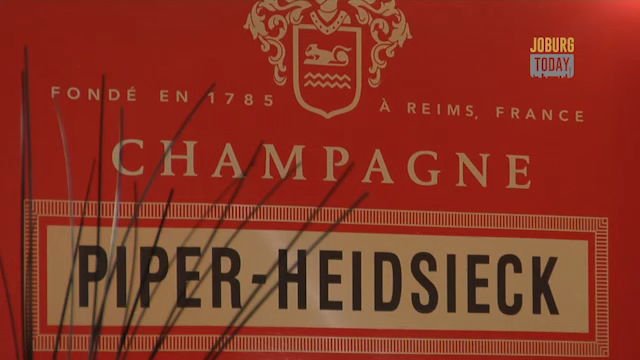 JOBURG
TODAY
FONDÉ EN 1785 À REIMS, FRANCE
CHAMPAGNE
PIPER-HEIDSIECK